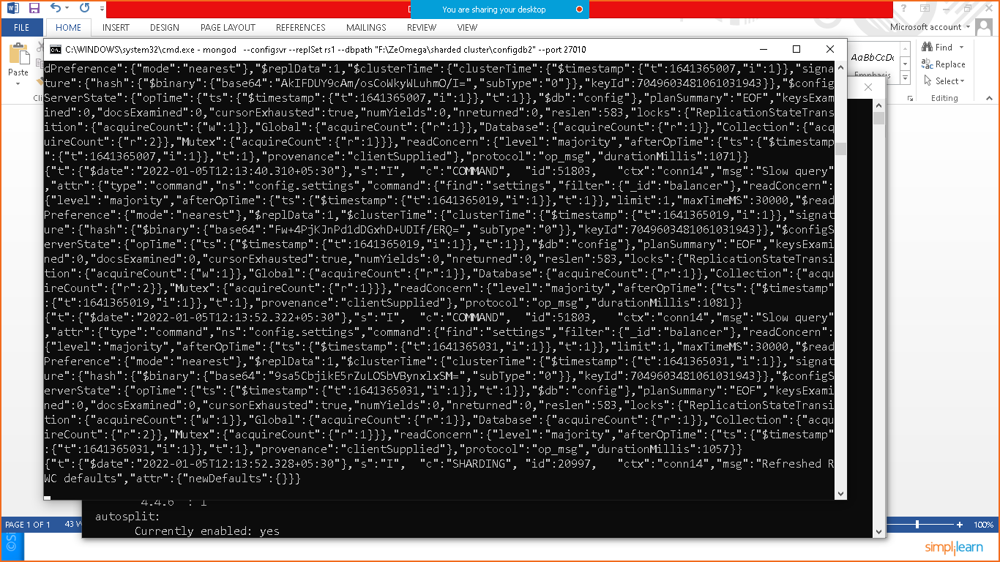 You are sharing your desktop
FILE HOME INSERT DESIGN PAGE LAYOUT REFERENCES MAILINGS REVIEW VIEW Microsoft account
C:\WINDOWS\system32\cmd.exe - mongod --configsvr --replSet rs1 --dbpath "F:\ZeOmega\sharded cluster\configdb2" --port 27010
Find
Paste
AaBbCcDc
Replace
Emphasis
Select
Editing
dPreference":{"mode":"nearest"},"$replData":1,"$clusterTime":{"clusterTime":{"$timestamp":{"t":1641365007,"i":1}},"signa
ture":{"hash":{"$binary":{"base64":"AkIFDUY9cAm/osCoWkyWLuhmO/I=","subType":"0"}},"keyId":7049603481061031943}},"$config
ServerState":{"opTime":{"ts":{"$timestamp":{"t":1641365007,"i":1}},"t":1}},"$db":"config"},"planSummary":"EOF","keysExam
ined":0,"docsExamined":0,"cursorExhausted":true,"numYields":0,"nreturned":0,"reslen":583,"locks":{"ReplicationStateTrans
ition":{"acquireCount":{"w":1}},"Global":{"acquireCount":{"r":1}},"Database":{"acquireCount":{"r":1}},"Collection":{"acq
uireCount":{"r":2}},"Mutex":{"acquireCount":{"r":1}}},"readConcern":{"level":"majority","afterOpTime":{"ts":{"$timestamp
":{"t":1641365007,"i":1}},"t":1},"provenance":"clientSupplied"},"protocol":"op_msg","durationMillis":1071}}
{"t":{"$date":"2022-01-05T12:13:40.310+05:30"},"s":"I", "c":"COMMAND", "id":51803, "ctx":"conn14","msg":"Slow query"
,"attr":{"type":"command","ns":"config.settings","command":{"find":"settings","filter":{"_id":"balancer"},"readConcern":
{"level":"majority","afterOpTime":{"ts":{"$timestamp":{"t":1641365019,"i":1}},"t":1}},"limit":1,"maxTimeMS":30000,"$read
Preference":{"mode":"nearest"},"$replData":1,"$clusterTime":{"clusterTime":{"$timestamp":{"t":1641365019,"i":1}},"signat
ure":{"hash":{"$binary":{"base64":"Fw+4PjKJnPd1dDGxhD+UDIf/ERQ=","subType":"0"}},"keyId":7049603481061031943}},"$configS
erverState":{"opTime":{"ts":{"$timestamp":{"t":1641365019,"i":1}},"t":1}},"$db":"config"},"planSummary":"EOF","keysExami
ned":0,"docsExamined":0,"cursorExhausted":true,"numYields":0,"nreturned":0,"reslen":583,"locks":{"ReplicationStateTransi
tion":{"acquireCount":{"w":1}},"Global":{"acquireCount":{"r":1}},"Database":{"acquireCount":{"r":1}},"Collection":{"acqu
ireCount":{"r":2}},"Mutex":{"acquireCount":{"r":1}}},"readConcern":{"level":"majority","afterOpTime":{"ts":{"$timestamp"
:{"t":1641365019,"i":1}},"t":1},"provenance":"clientSupplied"},"protocol":"op_msg","durationMillis":1081}}
{"t":{"$date":"2022-01-05T12:13:52.322+05:30"},"s":"I", "c":"COMMAND", "id":51803, "ctx":"conn14","msg":"Slow query"
,"attr":{"type":"command","ns":"config.settings","command":{"find":"settings","filter":{"_id":"balancer"},"readConcern":
{"level":"majority","afterOpTime":{"ts":{"$timestamp":{"t":1641365031,"i":1}},"t":1}},"limit":1,"maxTimeMS":30000,"$read
Preference":{"mode":"nearest"},"$replData":1,"$clusterTime":{"clusterTime":{"$timestamp":{"t":1641365031,"i":1}},"signat
ure":{"hash":{"$binary":{"base64":"9sa5CbjikE5rZuLOSbVBynxlxSM=","subType":"0"}},"keyId":7049603481061031943}},"$configS
erverState":{"opTime":{"ts":{"$timestamp":{"t":1641365031,"i":1}},"t":1}},"$db":"config"},"planSummary":"EOF","keysExami
ned":0,"docsExamined":0,"cursorExhausted":true,"numYields":0,"nreturned":0,"reslen":583,"locks":{"ReplicationStateTransi
tion":{"acquireCount":{"w":1}},"Global":{"acquireCount":{"r":1}},"Database":{"acquireCount":{"r":1}},"Collection":{"acqu
ireCount":{"r":2}},"Mutex":{"acquireCount":{"r":1}}},"readConcern":{"level":"majority","afterOpTime":{"ts":{"$timestamp"
:{"t":1641365031,"i":1}},"t":1},"provenance":"clientSupplied"},"protocol":"op_msg","durationMillis":1057}}
{"t":{"$date":"2022-01-05T12:13:52.328+05:30"},"s":"I", "c":"SHARDING", "id":20997, "ctx":"conn14","msg":"Refreshed R
WC defaults","attr":{"newDefaults":{}}}
4.4.6 : 1
autosplit:
PAGE 1 OF 1 43 W 100%
Currently enabled: yes
©Si
simplilearn